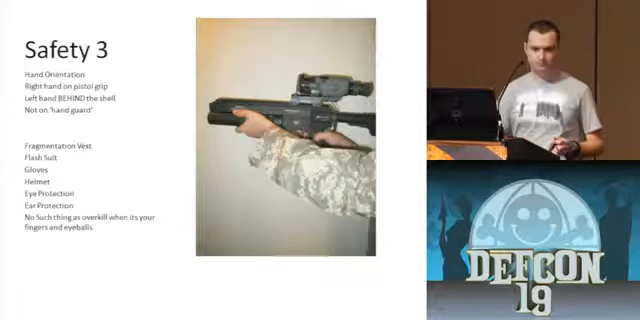 Safety 3
Hand Orientation
Right hand on pistol grip
Left hand BEHIND the shell
Not on "hand guard"
Fragmentation Vest
Flash Suit
Gloves
Helmet
Eye Protection
Ear Protection
No Such thing as overkill when its your
fingers and eyeballs
DEFCON
19